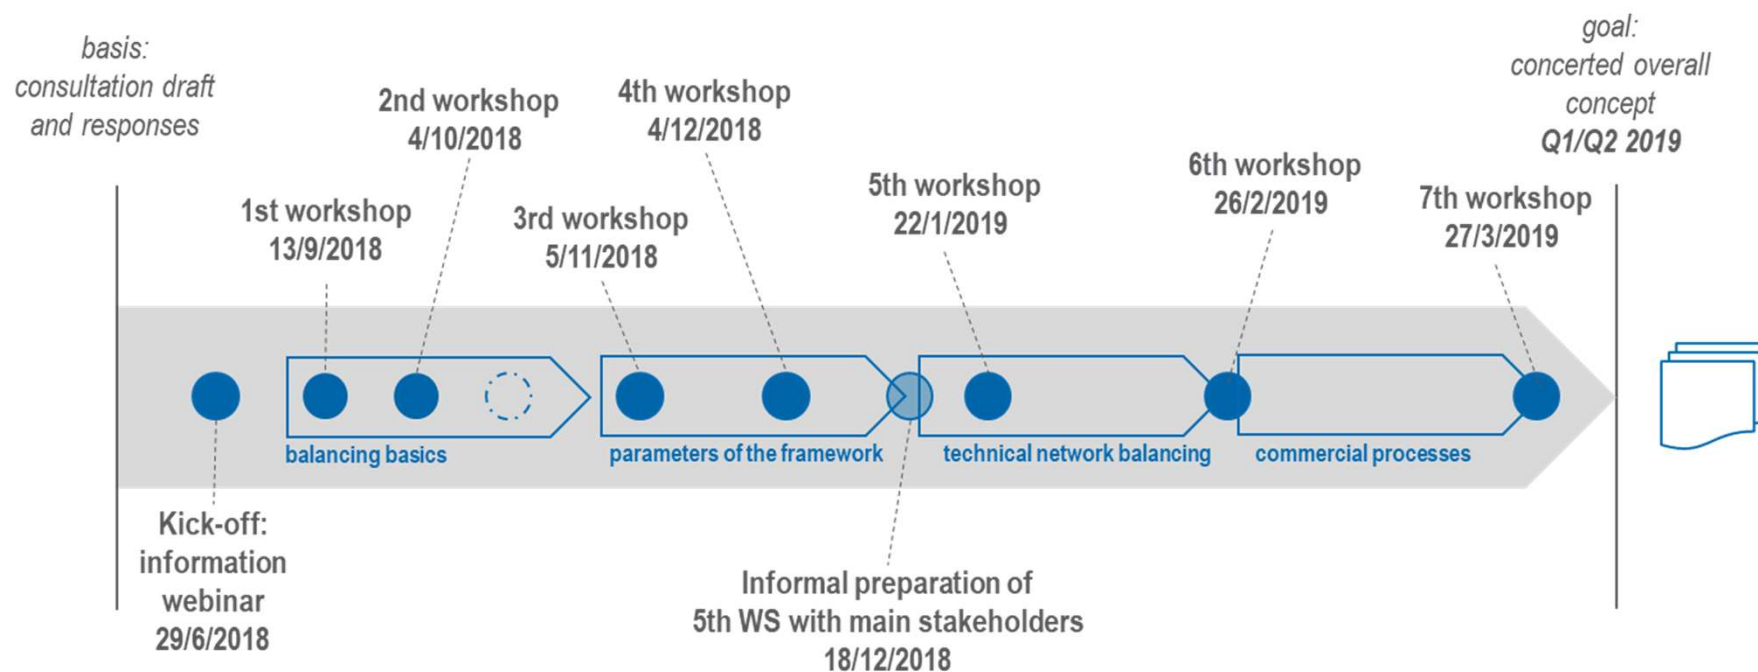 basis:
consultation draft
and responses
1st workshop
13/9/2018
2nd workshop
4/10/2018
3rd workshop
5/11/2018
4th workshop
4/12/2018
5th workshop
22/1/2019
6th workshop
26/2/2019
7th workshop
27/3/2019
goal:
concerted overall
concept
Q1/Q2 2019
balancing basics
parameters of the framework
technical network balancing
commercial processes
Kick-off:
information
webinar
29/6/2018
Informal preparation of
5th WS with main stakeholders
18/12/2018